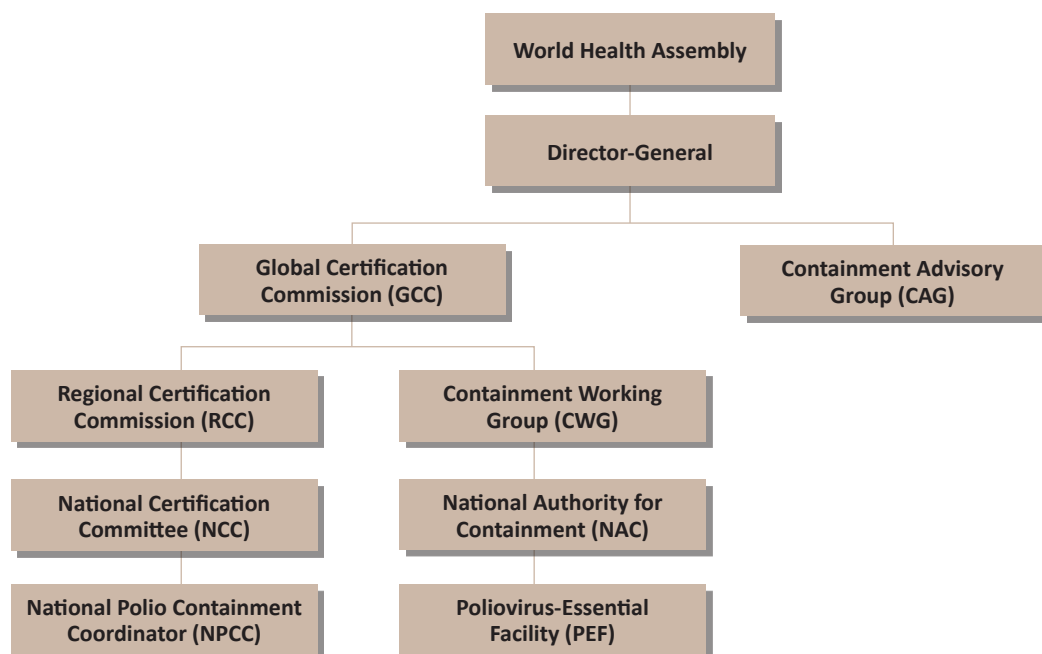 World Health Assembly
Director-General
Global Certification
Commission (GCC)
Containment Advisory
Group (CAG)
Regional Certification
Commission (RCC)
Containment Working
Group (CWG)
National Certification
Committee (NCC)
National Authority for
Containment (NAC)
National Polio Containment
Coordinator (NPCC)
Poliovirus-Essential
Facility (PEF)